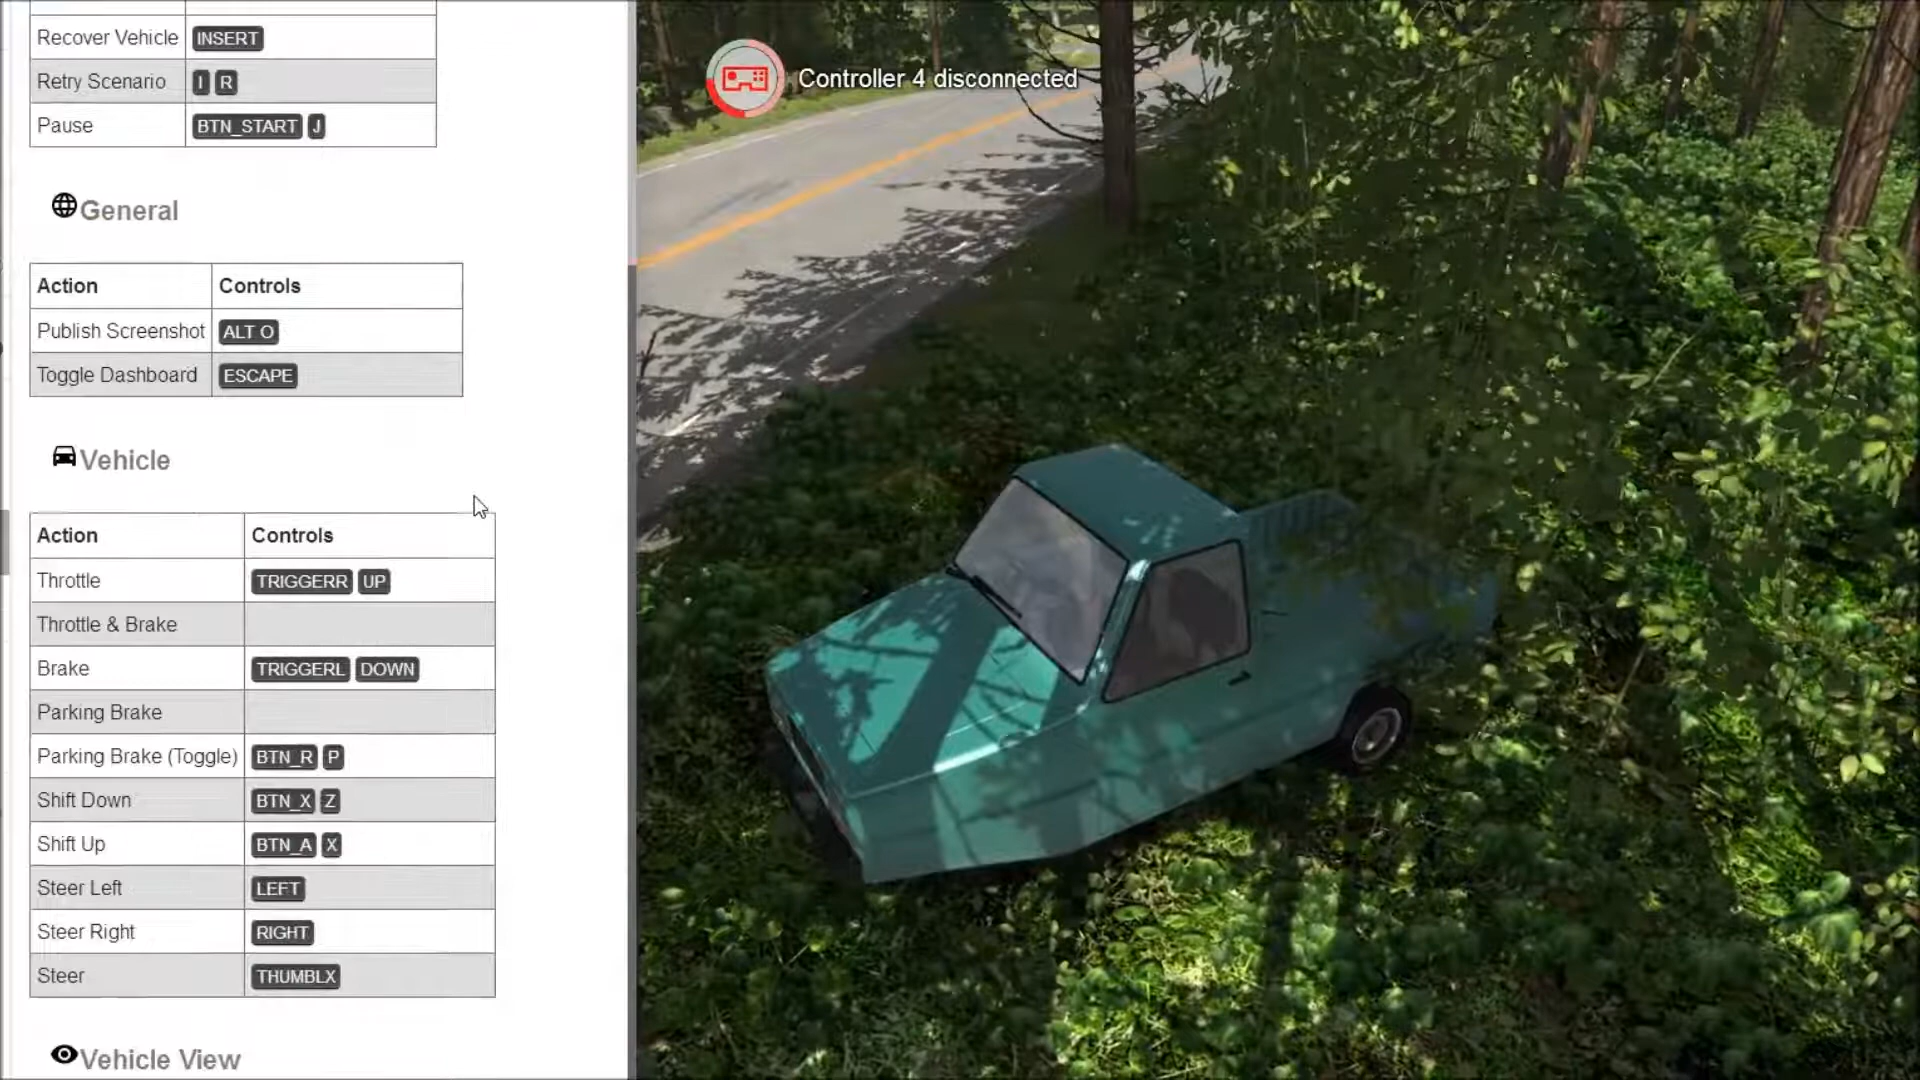 Recover Vehicle INSERT
Retry Scenario I R
Pause BTN_START J
General
Action Controls
Publish Screenshot ALT O
Toggle Dashboard ESCAPE
Vehicle
Action Controls
Throttle TRIGGERR UP
Throttle & Brake
Brake TRIGGERL DOWN
Parking Brake
Parking Brake (Toggle) BTN_R P
Shift Down BTN_X Z
Shift Up BTN_A X
Steer Left LEFT
Steer Right RIGHT
Steer THUMBLX
Vehicle View
Controller 4 disconnected